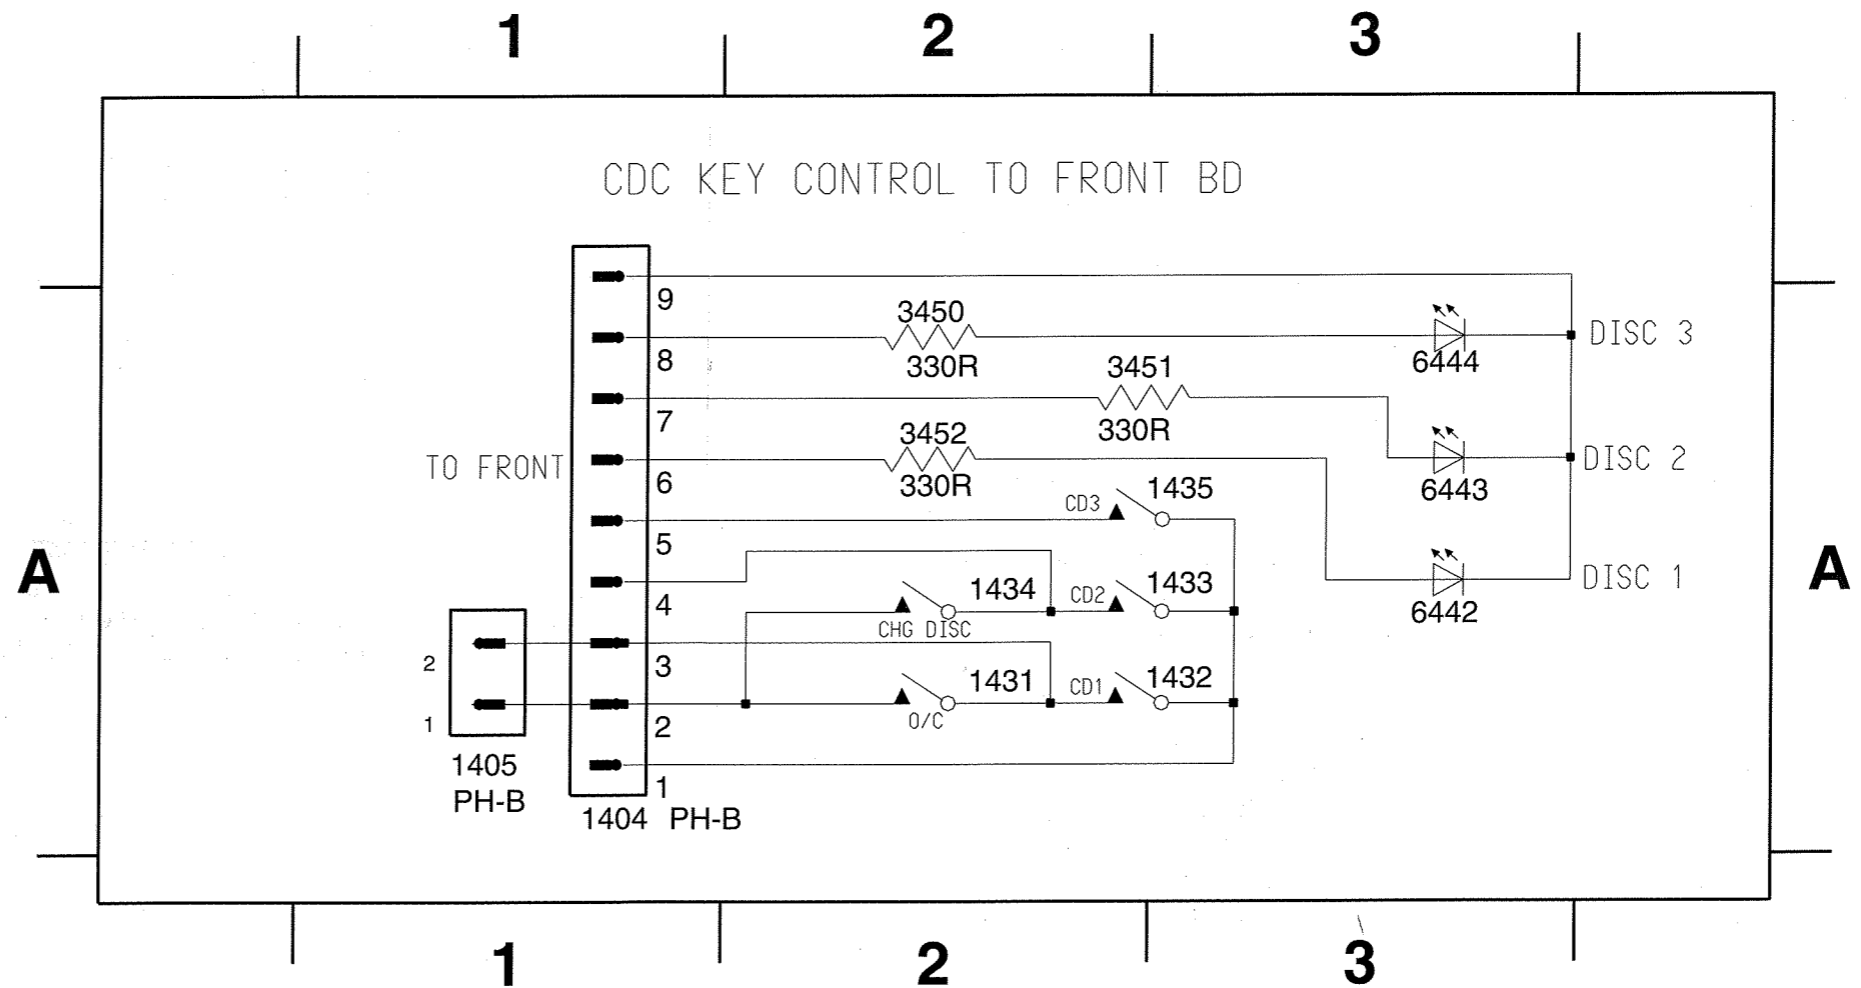 1 2 3
CDC KEY CONTROL TO FRONT BD
9
3450
DISC 3
8
330R
6444
3451
7
330R
3452
TO FRONT
DISC 2
6
330R
6443
CD3
1435
5
A
A
1434
CD2
1433
DISC 1
4
CHG DISC
6442
2
3
1431
CD1
1432
1
2
O/C
1405
1
PH-B
1404 PH-B
1 2 3